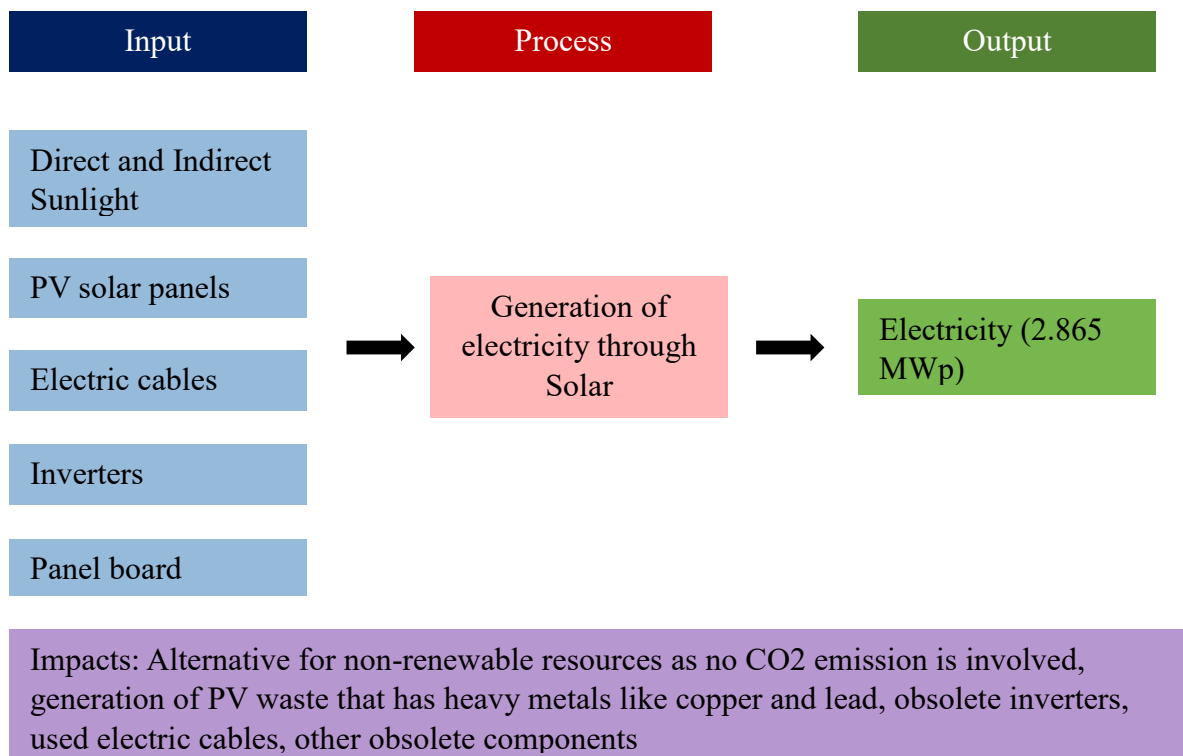 Input
Process
Output
Direct and Indirect
Sunlight
PV solar panels
Electric cables
Inverters
Panel board
Generation of
electricity through
Solar
Electricity (2.865
MWp)
Impacts: Alternative for non-renewable resources as no CO2 emission is involved,
generation of PV waste that has heavy metals like copper and lead, obsolete inverters,
used electric cables, other obsolete components